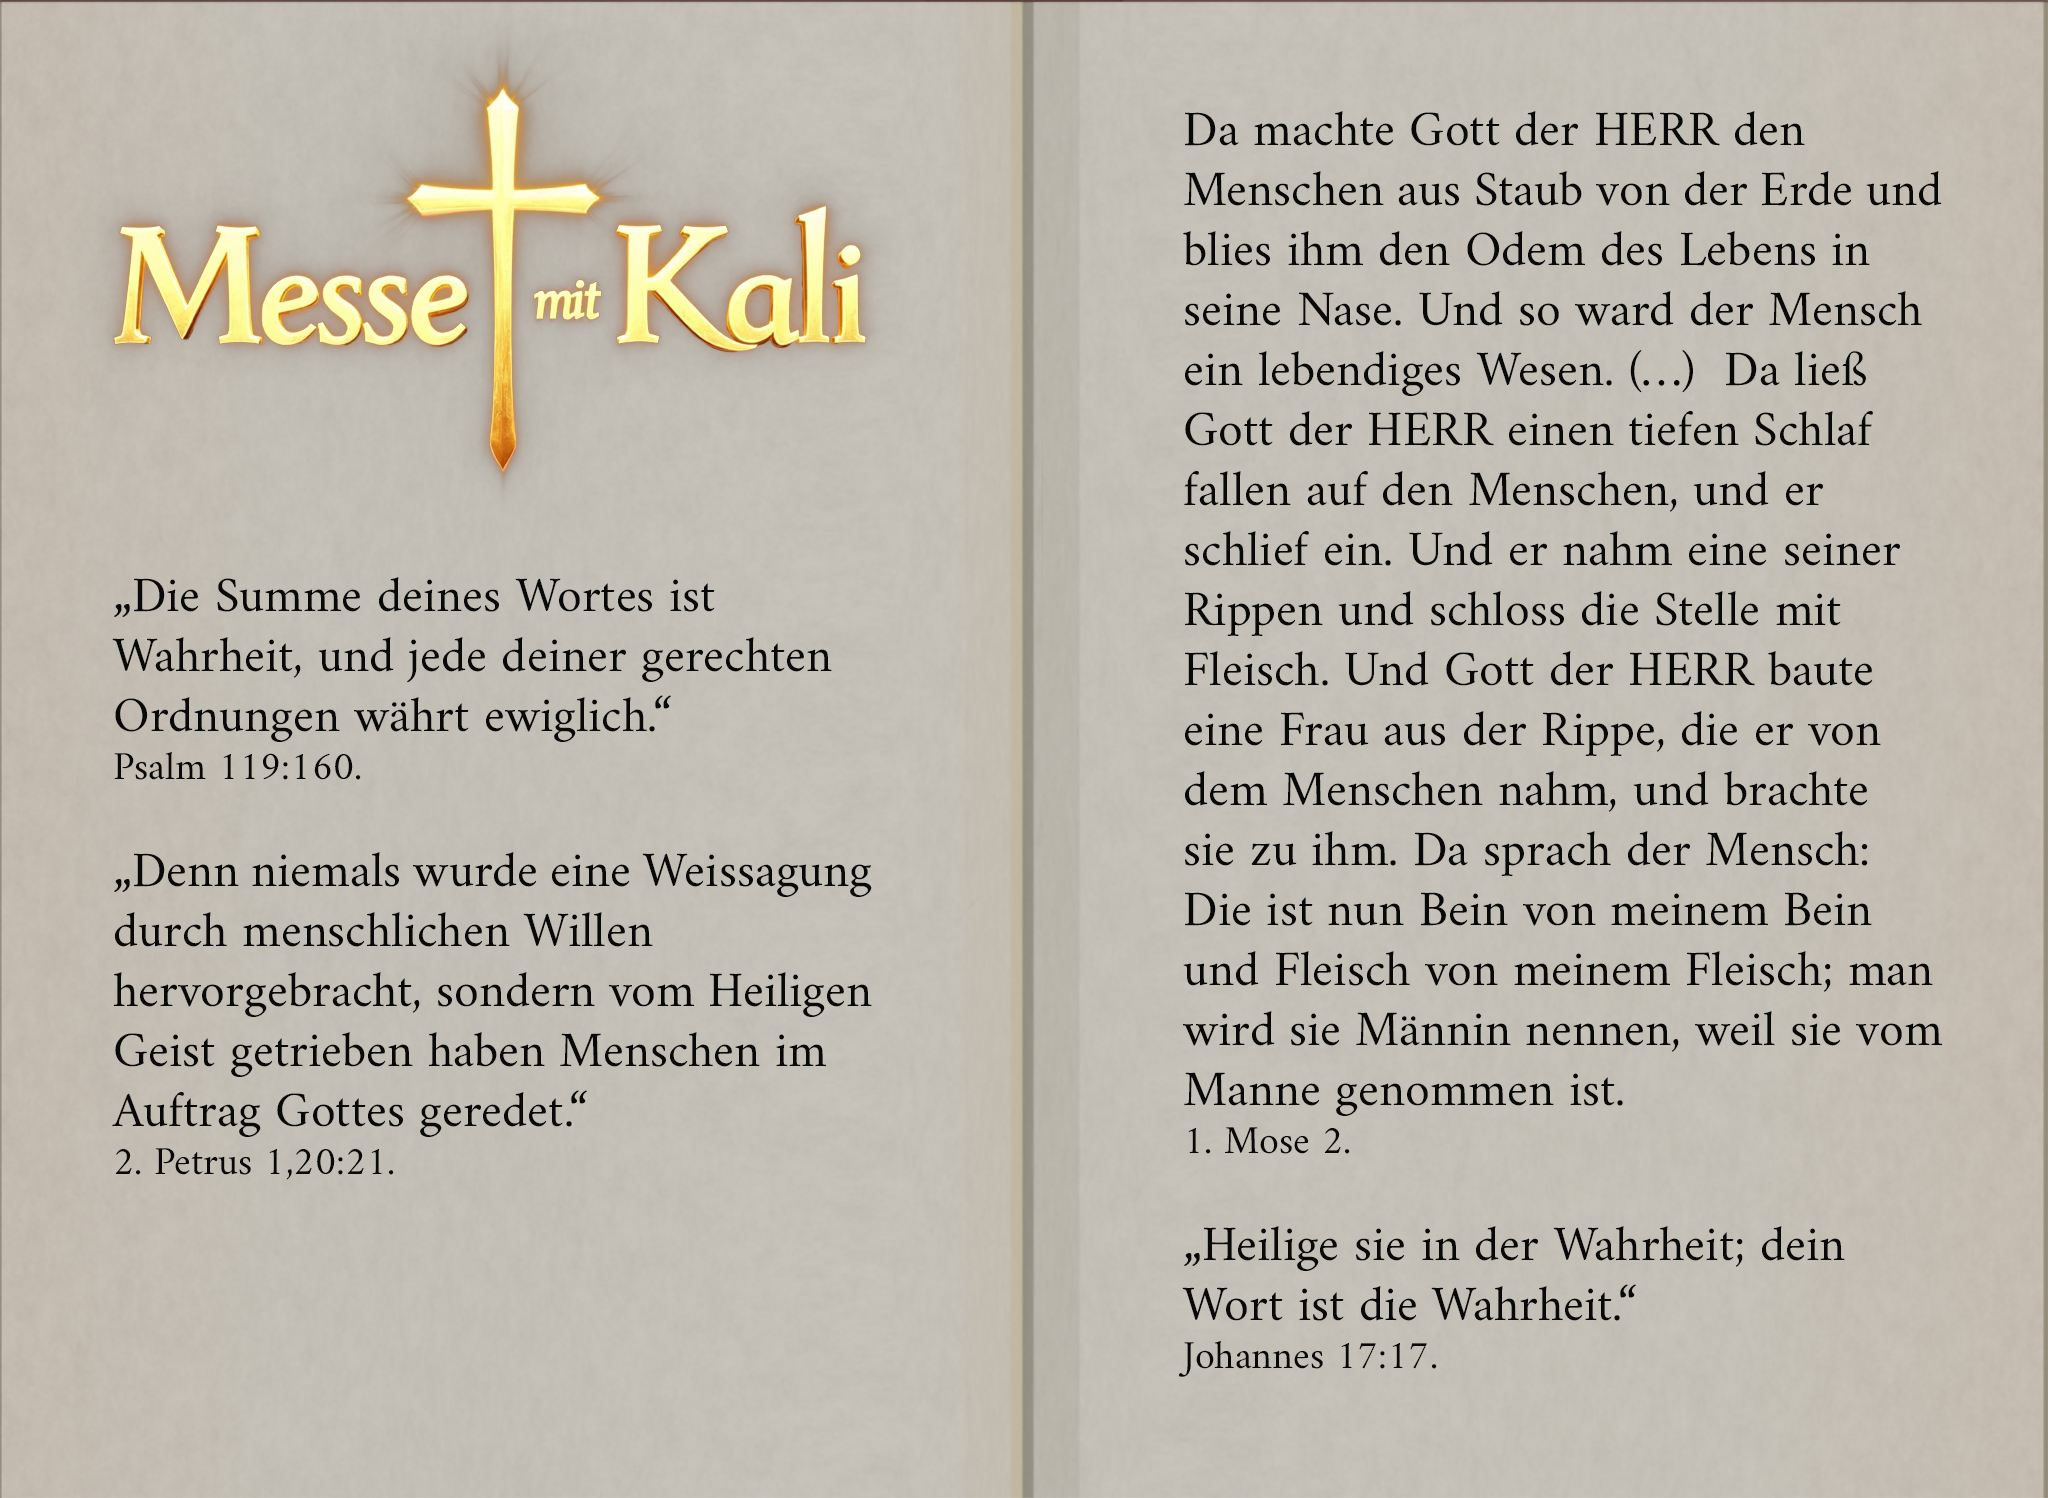 Messe mit Kali
„Die Summe deines Wortes ist
Wahrheit, und jede deiner gerechten
Ordnungen währt ewiglich.“
Psalm 119:160.
„Denn niemals wurde eine Weissagung
durch menschlichen Willen
hervorgebracht, sondern vom Heiligen
Geist getrieben haben Menschen im
Auftrag Gottes geredet.“
2. Petrus 1,20:21.
Da machte Gott der HERR den
Menschen aus Staub von der Erde und
blies ihm den Odem des Lebens in
seine Nase. Und so ward der Mensch
ein lebendiges Wesen. (…)  Da ließ
Gott der HERR einen tiefen Schlaf
fallen auf den Menschen, und er
schlief ein. Und er nahm eine seiner
Rippen und schloss die Stelle mit
Fleisch. Und Gott der HERR baute
eine Frau aus der Rippe, die er von
dem Menschen nahm, und brachte
sie zu ihm. Da sprach der Mensch:
Die ist nun Bein von meinem Bein
und Fleisch von meinem Fleisch; man
wird sie Männin nennen, weil sie vom
Manne genommen ist.
1. Mose 2.
„Heilige sie in der Wahrheit; dein
Wort ist die Wahrheit.“
Johannes 17:17.